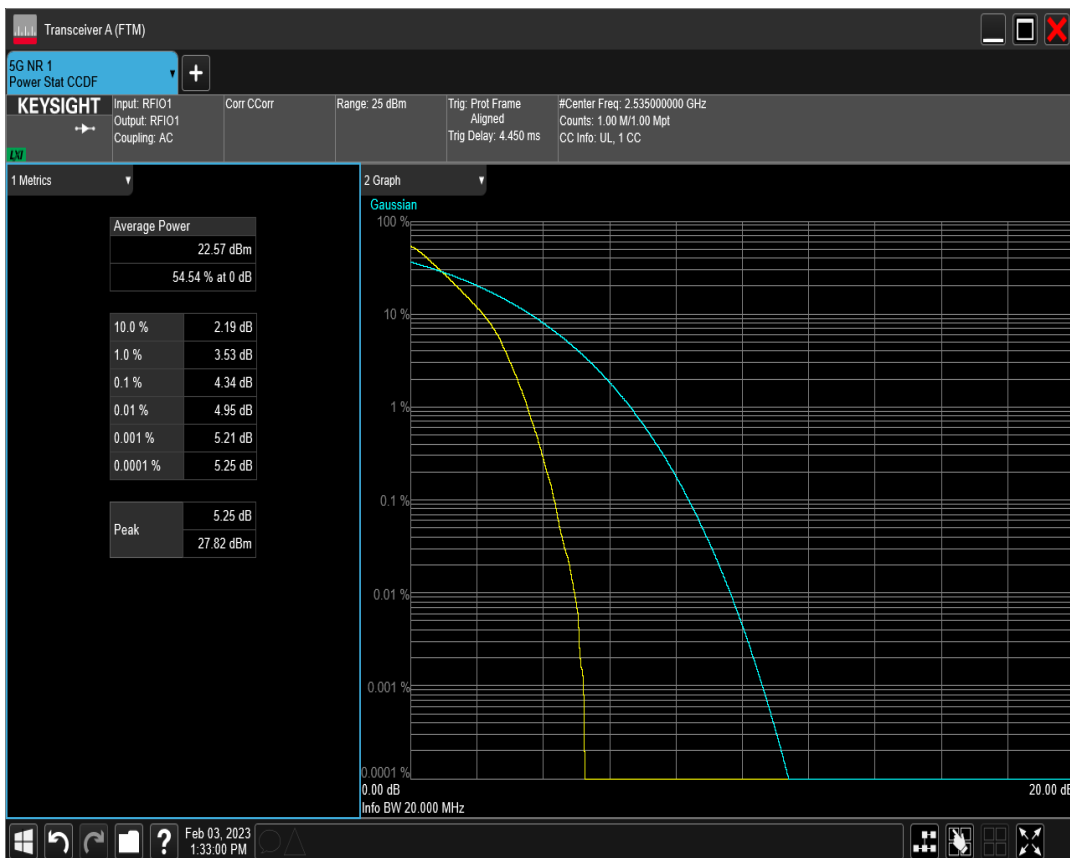 Transceiver A (FTM)
5G NR 1
Power Stat CCDF
+
KEYSIGHT
LXI
Input: RFIO1
Output: RFIO1
Coupling: AC
Corr CCorr
Range: 25 dBm
Trig: Prot Frame
Aligned
Trig Delay: 4.450 ms
#Center Freq: 2.535000000 GHz
Counts: 1.00 M/1.00 Mpt
CC Info: UL, 1 CC
1 Metrics
Average Power
22.57 dBm
54.54 % at 0 dB
10.0 % 2.19 dB
1.0 % 3.53 dB
0.1 % 4.34 dB
0.01 % 4.95 dB
0.001 % 5.21 dB
0.0001 % 5.25 dB
Peak
5.25 dB
27.82 dBm
2 Graph
Gaussian
100 %
10 %
1 %
0.1 %
0.01 %
0.001 %
0.0001 %
0.00 dB
20.00 dB
Info BW 20.000 MHz
?
Feb 03, 2023
1:33:00 PM